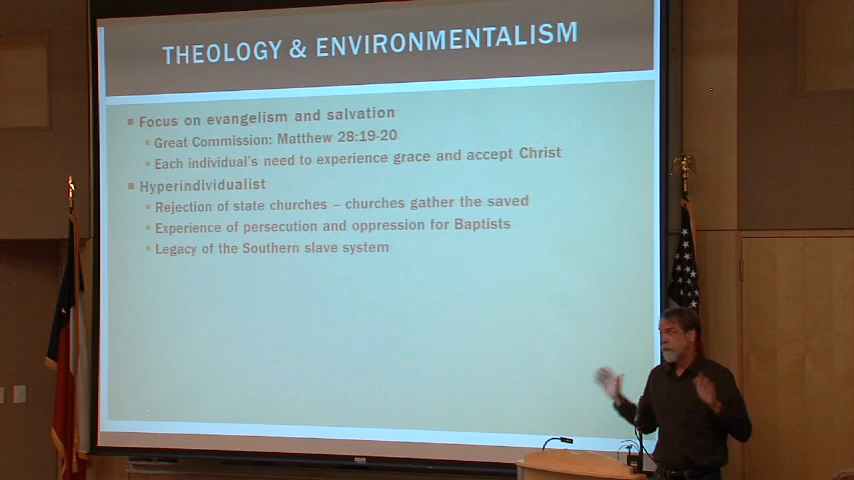 THEOLOGY & ENVIRONMENTALISM
Focus on evangelism and salvation
Great Commission: Matthew 28:19-20
Each individual's need to experience grace and accept Christ
Hyperindividualist
Rejection of state churches – churches gather the saved
Experience of persecution and oppression for Baptists
Legacy of the Southern slave system